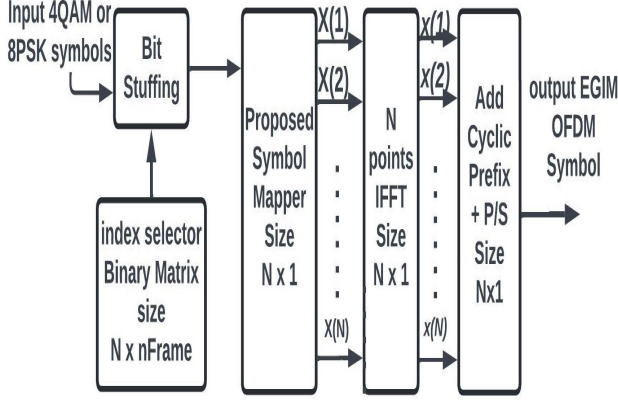 Input 4QAM or
8PSK symbols
Bit
Stuffing
index selector
Binary Matrix
size
N x nFrame
Proposed
Symbol
Mapper
Size
N x 1
X(1)
X(2)
X(N)
N
points
IFFT
Size
N x 1
x(1)
x(2)
x(N)
Add
Cyclic
Prefix
+ P/S
Size
Nx1
output EGIM
OFDM
Symbol